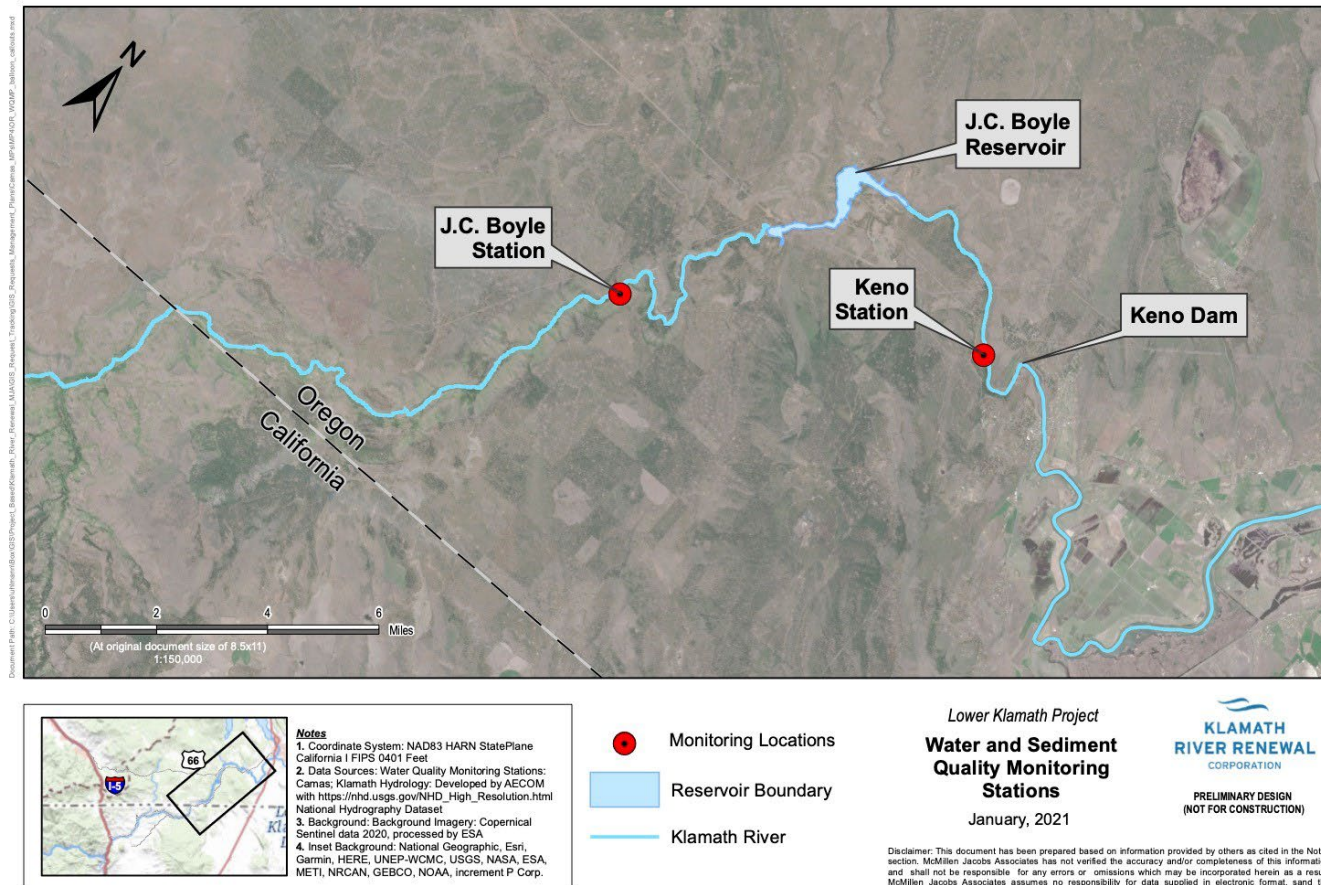 N
J.C. Boyle
Reservoir
J.C. Boyle
Station
Keno
Station
Keno Dam
Oregon
California
0 2 4 6
Miles
(At original document size of 8.5x11)
1:150,000
66
I-5
Notes
1. Coordinate System: NAD83 HARN StatePlane
California I FIPS 0401 Feet
2. Data Sources: Water Quality Monitoring Stations:
Camas; Klamath Hydrology: Developed by AECOM
with https://nhd.usgs.gov/NHD_High_Resolution.html
National Hydrography Dataset
3. Background: Background Imagery: Copernical
Sentinel data 2020, processed by ESA
4. Inset Background: National Geographic, Esri,
Garmin, HERE, UNEP-WCMC, USGS, NASA, ESA,
METI, NRCAN, GEBCO, NOAA, increment P Corp.
Monitoring Locations
Reservoir Boundary
Klamath River
Lower Klamath Project
Water and Sediment
Quality Monitoring
Stations
January, 2021
KLAMATH
RIVER RENEWAL
CORPORATION
PRELIMINARY DESIGN
(NOT FOR CONSTRUCTION)
Disclaimer: This document has been prepared based on information provided by others as cited in the Not
section. McMillen Jacobs Associates has not verified the accuracy and/or completeness of this informati
and shall not be responsible for any errors or omissions which may be incorporated herein as a resu
McMillen Jacobs Associates assumes no responsibility for data supplied in electronic format, sand t